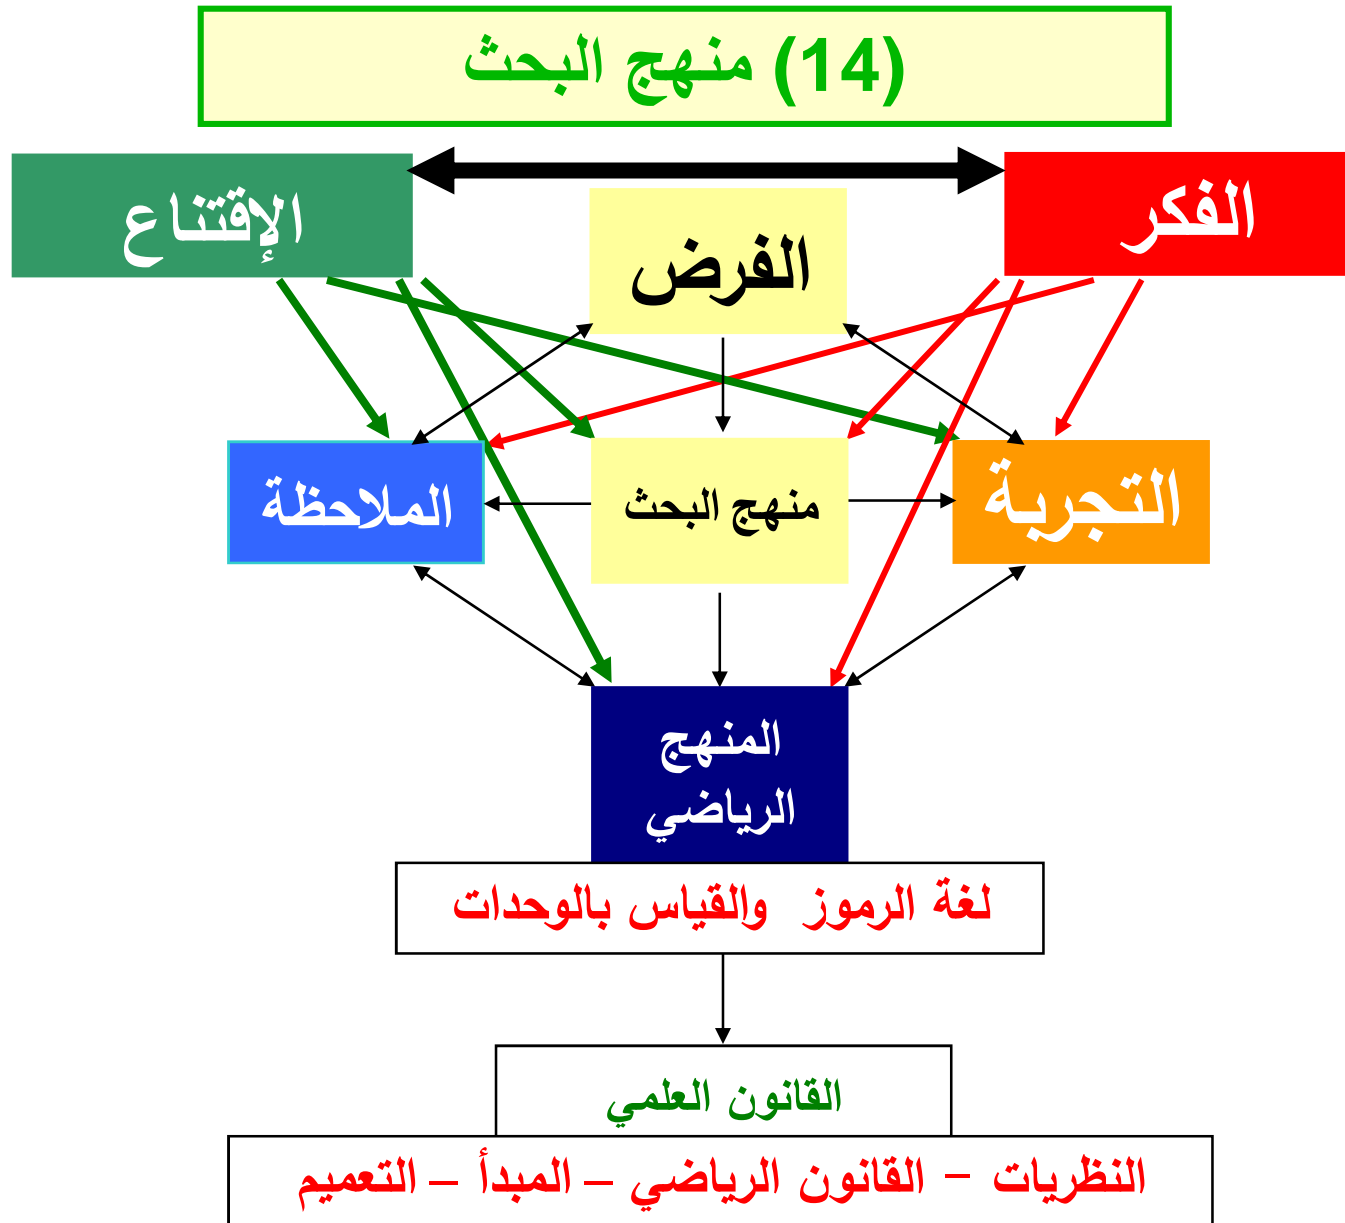 (14) منهج البحث
الفكر
الإقتناع
الفرض
التجربة
منهج البحث
الملاحظة
المنهج
الرياضي
لغة الرموز والقياس بالوحدات
القانون العلمي
النظريات – القانون الرياضي – المبدأ – التعميم